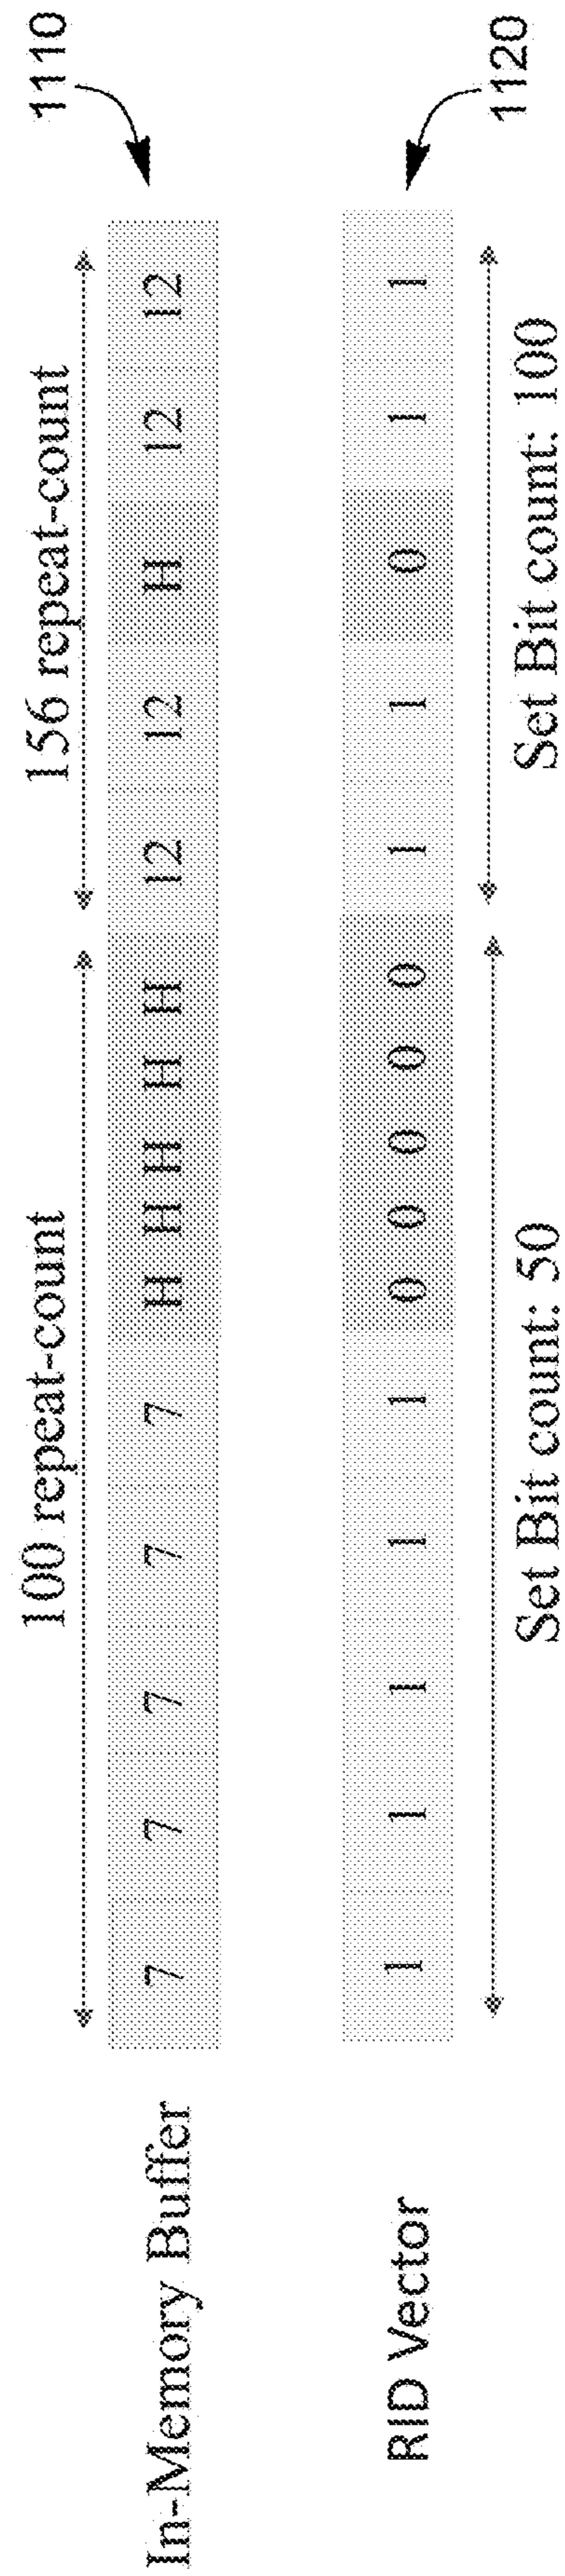 100 repeat-count 156 repeat-count 1110
In-Memory Buffer 7 7 7 7 7 H H H H H 12 12 H 12 12
RID Vector 1 1 1 1 1 0 0 0 0 0 1 1 0 1 1
Set Bit count: 50 Set Bit count: 100 1120